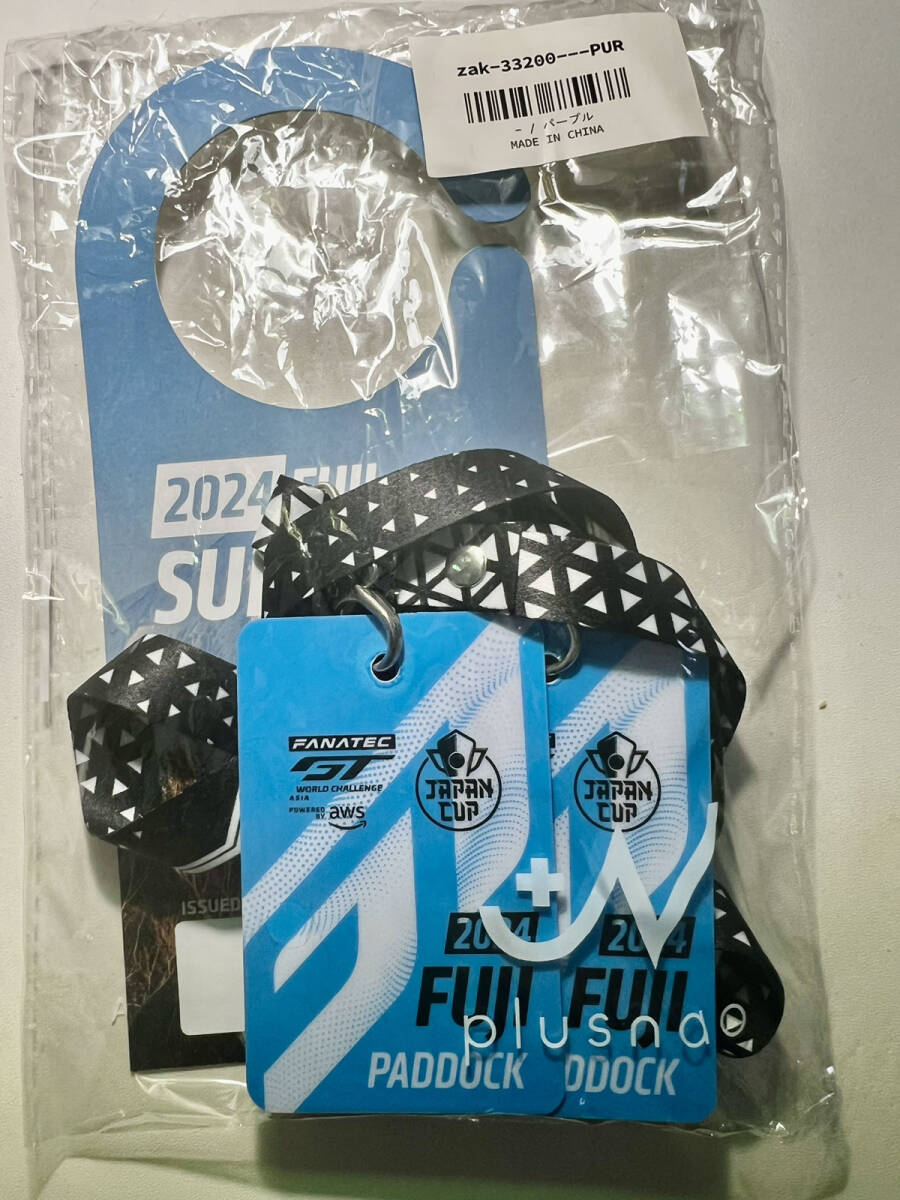 zak-33200---PUR
- / パープル
MADE IN CHINA
2024 FUJI
SU
FANATEC
GT
WORLD CHALLENGE
ASIA
POWERED
BY aws
JAPAN
CUP
JAPAN
CUP
ISSUED
2024
FUJI
PADDOCK
2024
FUJI
DDOCK
plusna